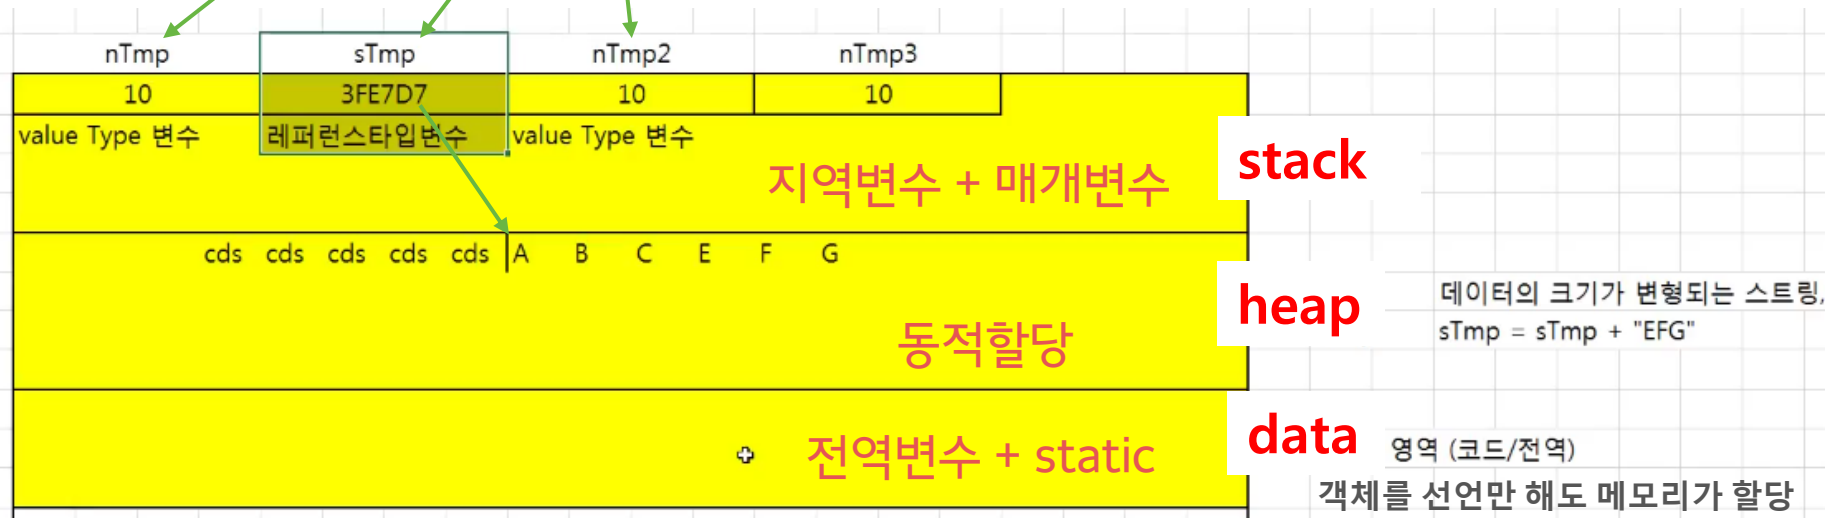 nTmp sTmp nTmp2 nTmp3
10 3FE7D7 10 10
value Type 변수 레퍼런스타입변수 value Type 변수
지역변수 + 매개변수
stack
cds cds cds cds cds A B C E F G
heap
데이터의 크기가 변형되는 스트링,
sTmp = sTmp + "EFG"
동적할당
data
영역 (코드/전역)
전역변수 + static
객체를 선언만 해도 메모리가 할당